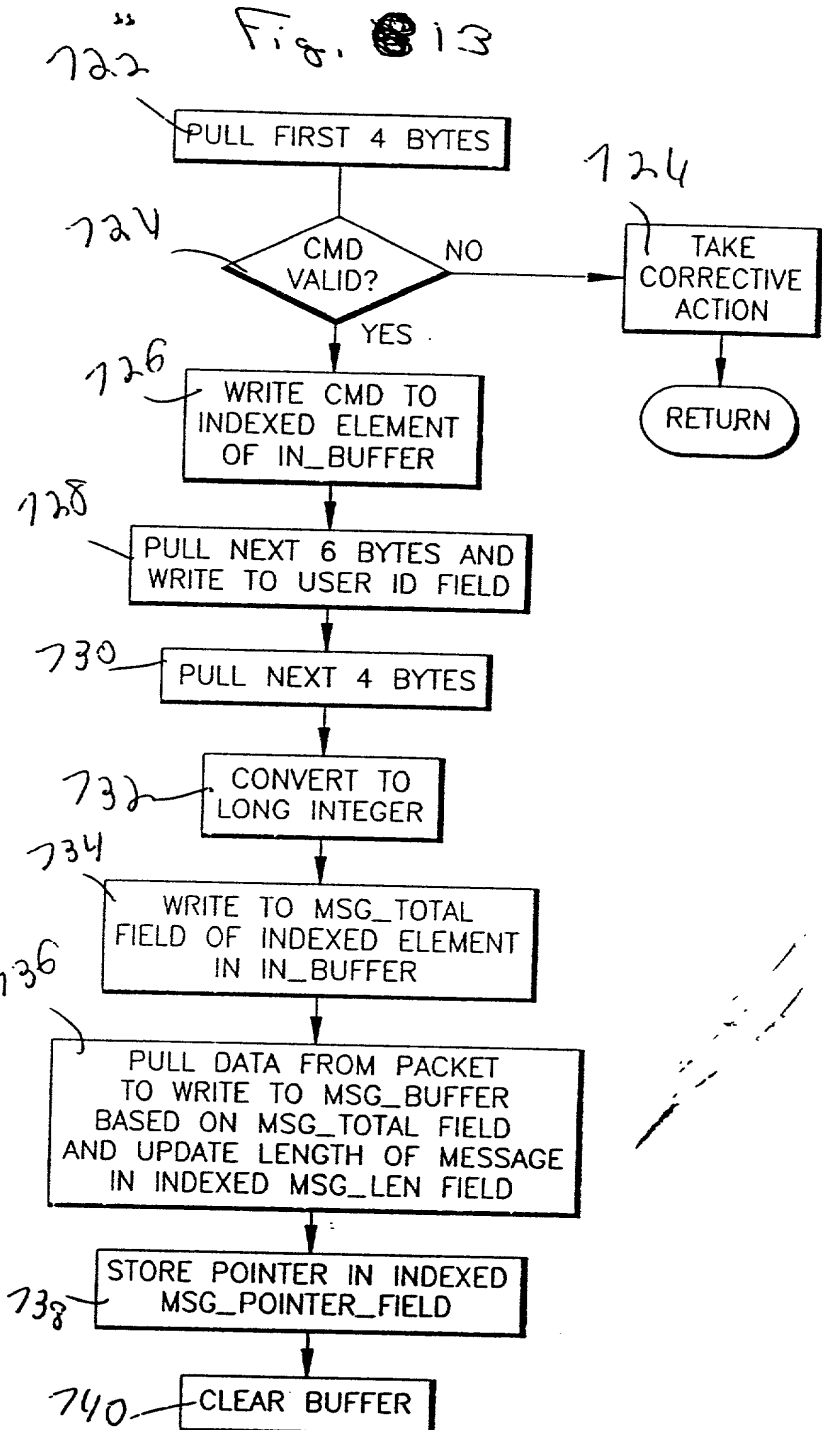 Fig. 13
722
PULL FIRST 4 BYTES
724
724
CMD
VALID?
NO
YES
TAKE
CORRECTIVE
ACTION
RETURN
726
WRITE CMD TO
INDEXED ELEMENT
OF IN_BUFFER
728
PULL NEXT 6 BYTES AND
WRITE TO USER ID FIELD
730
PULL NEXT 4 BYTES
732
CONVERT TO
LONG INTEGER
734
WRITE TO MSG_TOTAL
FIELD OF INDEXED ELEMENT
IN IN_BUFFER
736
PULL DATA FROM PACKET
TO WRITE TO MSG_BUFFER
BASED ON MSG_TOTAL FIELD
AND UPDATE LENGTH OF MESSAGE
IN INDEXED MSG_LEN FIELD
738
STORE POINTER IN INDEXED
MSG_POINTER_FIELD
740
CLEAR BUFFER